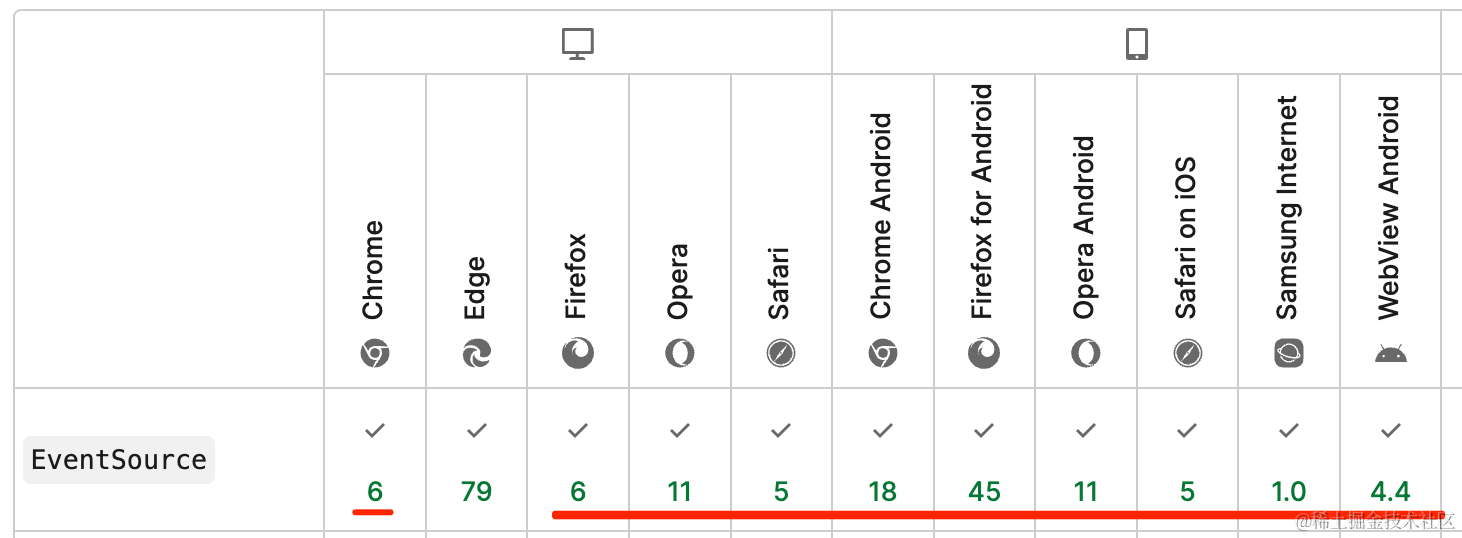 Chrome
Edge
Firefox
Opera
Safari
Chrome Android
Firefox for Android
Opera Android
Safari on iOS
Samsung Internet
WebView Android
EventSource
6 79 6 11 5 18 45 11 5 1.0 4.4
@稀土掘金技术社区